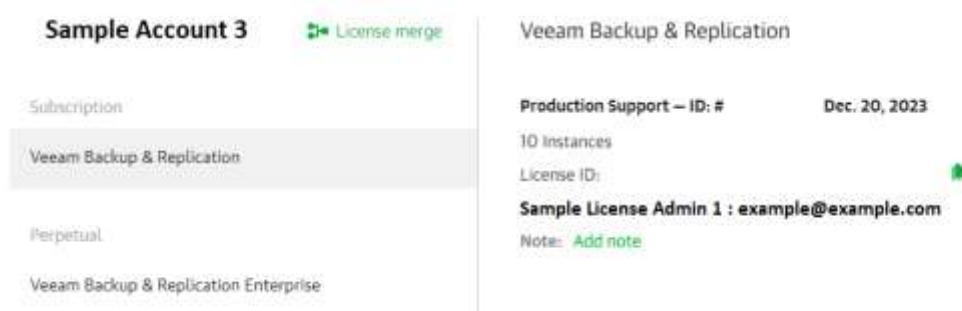 Sample Account 3
License merge
Subscription
Veeam Backup & Replication
Perpetual
Veeam Backup & Replication Enterprise
Veeam Backup & Replication
Production Support — ID: # Dec. 20, 2023
10 Instances
License ID:
Sample License Admin 1 : example@example.com
Note: Add note